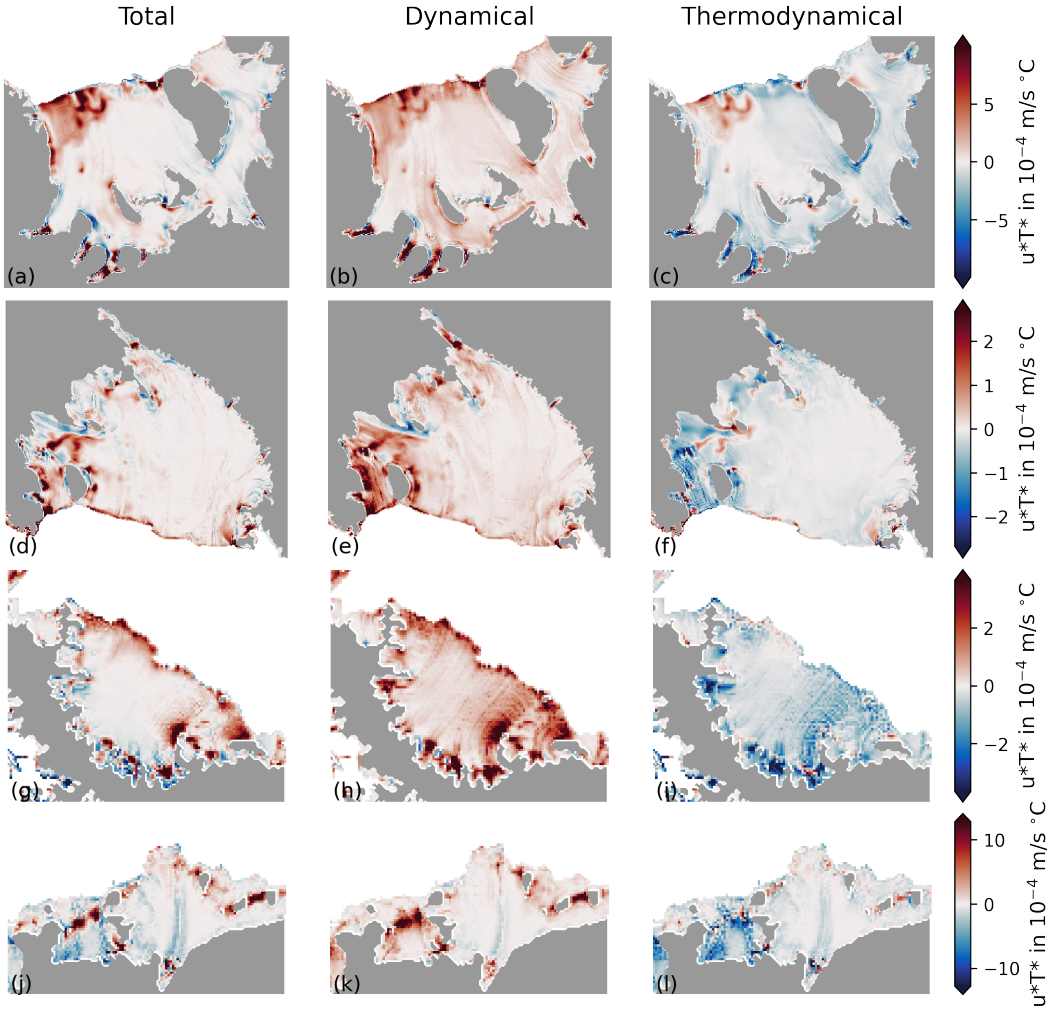 Total Dynamical Thermodynamical
5
0
−5
u*T* in 10⁻⁴ m/s °C
(a) (b) (c)
2
1
0
−1
−2
u*T* in 10⁻⁴ m/s °C
(d) (e) (f)
2
0
−2
u*T* in 10⁻⁴ m/s °C
(g) (h) (i)
10
0
−10
u*T* in 10⁻⁴ m/s °C
(j) (k) (l)